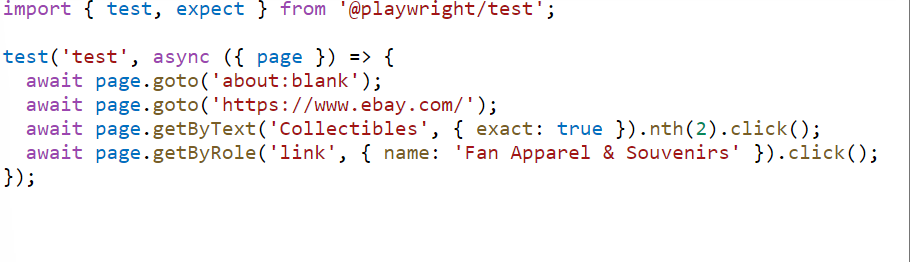 import { test, expect } from '@playwright/test';
test('test', async ({ page }) => {
await page.goto('about:blank');
await page.goto('https://www.ebay.com/');
await page.getByText('Collectibles', { exact: true }).nth(2).click();
await page.getByRole('link', { name: 'Fan Apparel & Souvenirs' }).click();
});